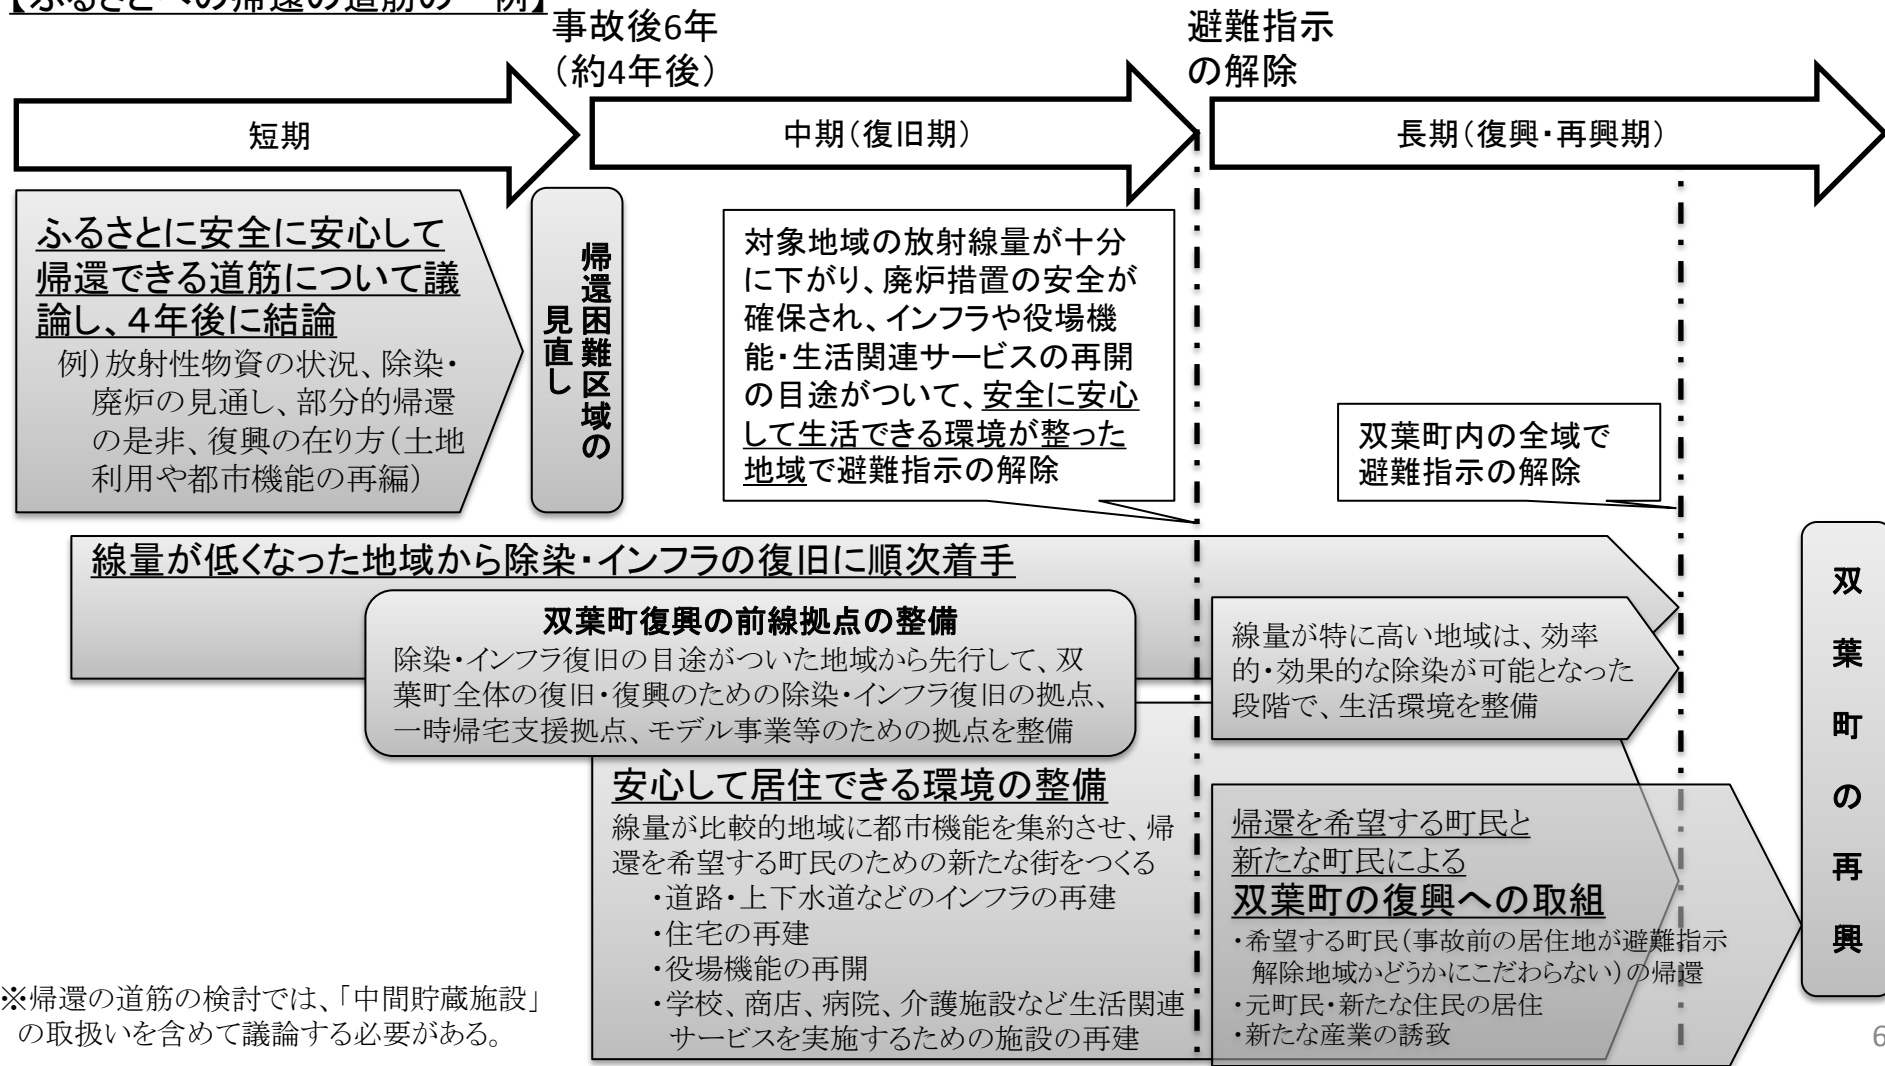 【ふるさとへの帰還の道筋の一例】
事故後6年
（約4年後）
避難指示
の解除
短期
中期（復旧期）
長期（復興・再興期）
ふるさとに安全に安心して
帰還できる道筋について議
論し、４年後に結論
例）放射性物資の状況、除染・
廃炉の見通し、部分的帰還
の是非、復興の在り方（土地
利用や都市機能の再編）
帰還困難区域の
見直し
対象地域の放射線量が十分
に下がり、廃炉措置の安全が
確保され、インフラや役場機
能・生活関連サービスの再開
の目途がついて、安全に安心
して生活できる環境が整った
地域で避難指示の解除
双葉町内の全域で
避難指示の解除
線量が低くなった地域から除染・インフラの復旧に順次着手
双葉町復興の前線拠点の整備
除染・インフラ復旧の目途がついた地域から先行して、双
葉町全体の復旧・復興のための除染・インフラ復旧の拠点、
一時帰宅支援拠点、モデル事業等のための拠点を整備
線量が特に高い地域は、効率
的・効果的な除染が可能となった
段階で、生活環境を整備
安心して居住できる環境の整備
線量が比較的地域に都市機能を集約させ、帰
還を希望する町民のための新たな街をつくる
・道路・上下水道などのインフラの再建
・住宅の再建
・役場機能の再開
・学校、商店、病院、介護施設など生活関連
サービスを実施するための施設の再建
帰還を希望する町民と
新たな町民による
双葉町の復興への取組
・希望する町民（事故前の居住地が避難指示
解除地域かどうかにこだわらない）の帰還
・元町民・新たな住民の居住
・新たな産業の誘致
双葉町の再興
※帰還の道筋の検討では、「中間貯蔵施設」
の取扱いを含めて議論する必要がある。
6